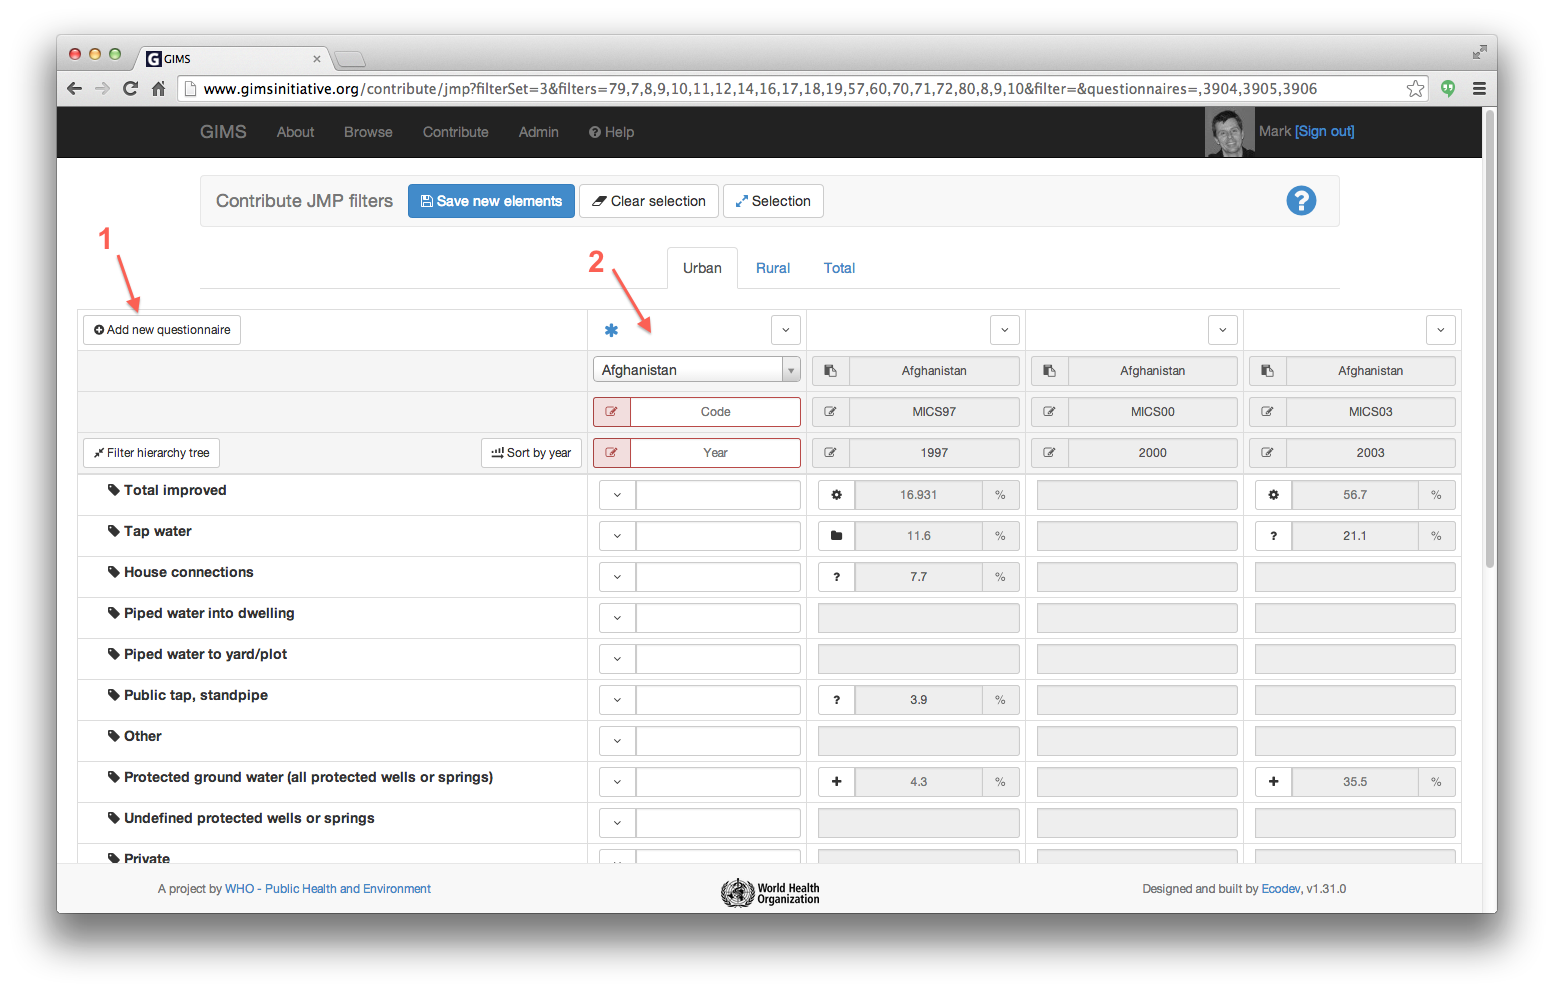 GIMS
www.gimsinitiative.org/contribute/jmp?filterSet=3&filters=79,7,8,9,10,11,12,14,16,17,18,19,57,60,70,71,72,80,8,9,10&filter=&questionnaires=,3904,3905,3906
GIMS About Browse Contribute Admin Help Mark [Sign out]
Contribute JMP filters Save new elements Clear selection Selection ?
1
2
Urban Rural Total
Add new questionnaire
Afghanistan Afghanistan Afghanistan Afghanistan
Code MICS97 MICS00 MICS03
Filter hierarchy tree Sort by year Year 1997 2000 2003
Total improved 16.931 % 56.7 %
Tap water 11.6 % ? 21.1 %
House connections ? 7.7 %
Piped water into dwelling
Piped water to yard/plot
Public tap, standpipe ? 3.9 %
Other
Protected ground water (all protected wells or springs) + 4.3 % + 35.5 %
Undefined protected wells or springs
Private
A project by WHO - Public Health and Environment World Health Designed and built by Ecodev, v1.31.0
Organization